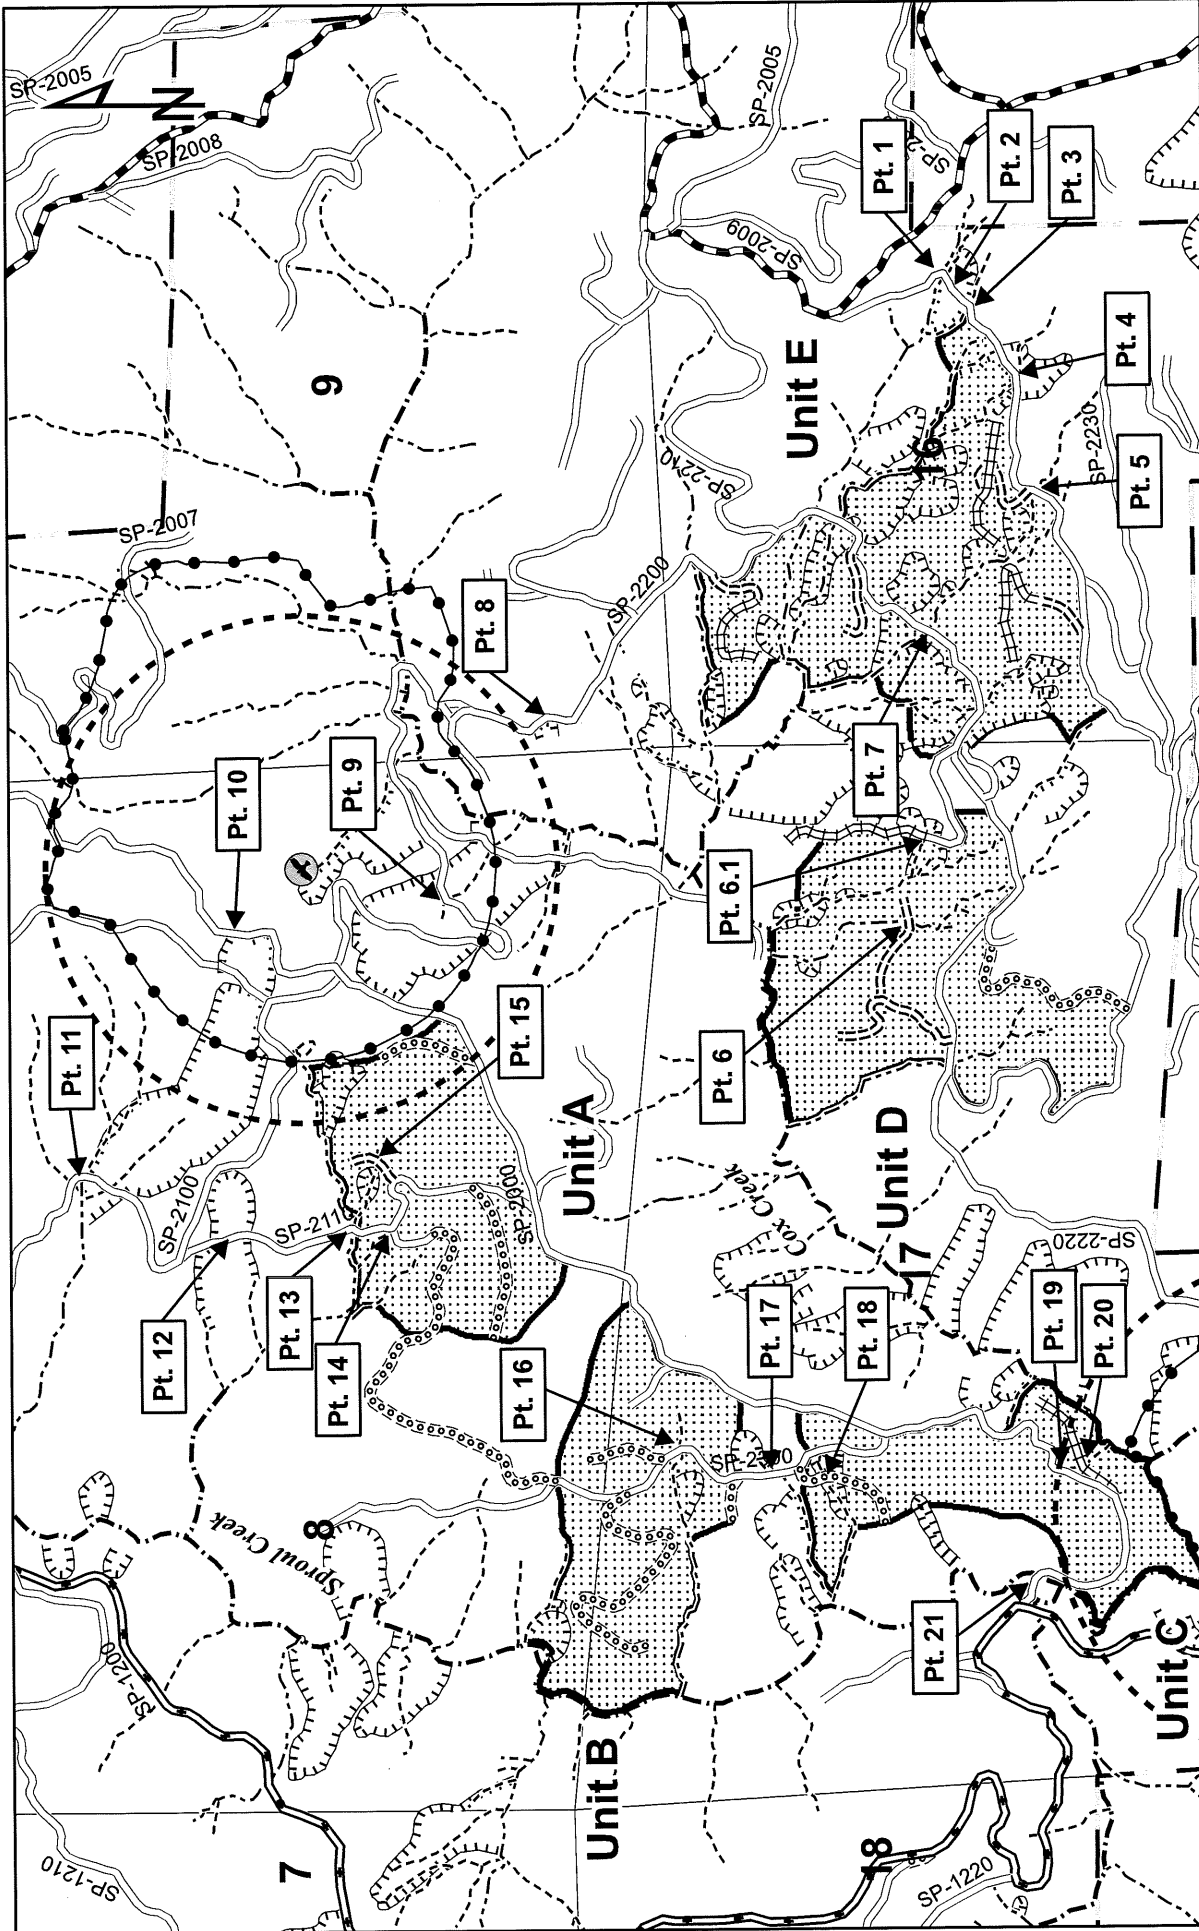 SP-2005
N
SP-2008
SP-2005
SP-2009
Pt. 1
Pt. 2
Pt. 3
Pt. 4
Pt. 5
SP-2230
Unit E
16
9
SP-2210
SP-2007
SP-2200
Pt. 8
Pt. 7
Pt. 9
Pt. 10
Pt. 6.1
Pt. 6
Pt. 11
Pt. 15
SP-2100
SP-2110
Unit A
SP-2000
Cox Creek
Unit D
17
SP-2220
Pt. 12
Pt. 13
Pt. 14
Pt. 16
Pt. 17
Pt. 18
Pt. 19
Pt. 20
8
Sproul Creek
SP-1200
Pt. 21
Unit C
Unit B
7
SP-1210
18
SP-1220